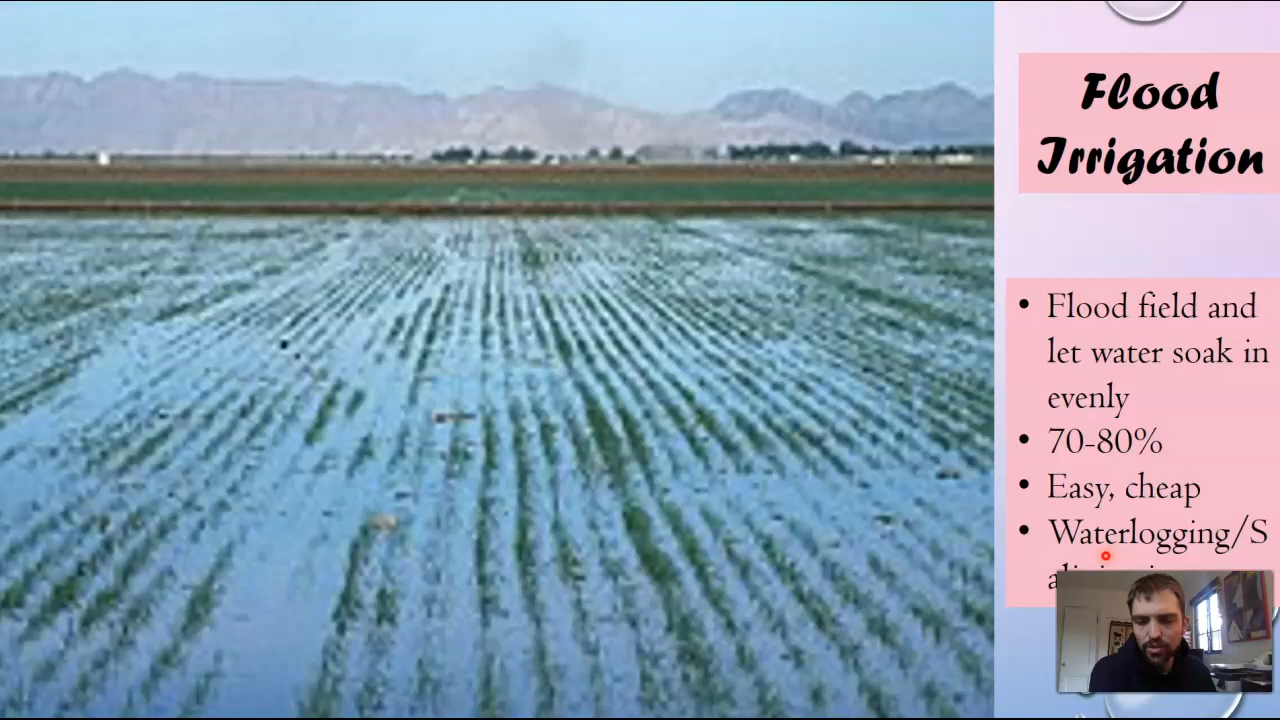 Flood
Irrigation
• Flood field and
let water soak in
evenly
• 70-80%
• Easy, cheap
• Waterlogging/S